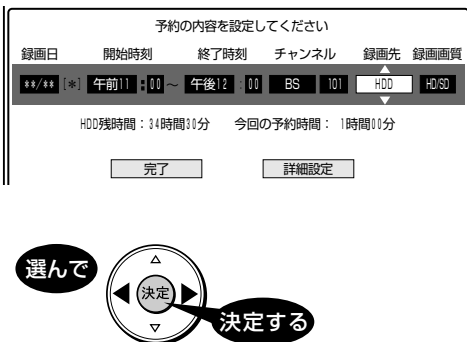 予約の内容を設定してください
録画日 開始時刻 終了時刻 チャンネル 録画先 録画画質
**/** [*] 午前11 : 00 ~ 午後12 : 00 BS 101 HDD HD/SD
HDD残時間：34時間30分 今回の予約時間： 1時間00分
完了 詳細設定
選んで
決定
決定する